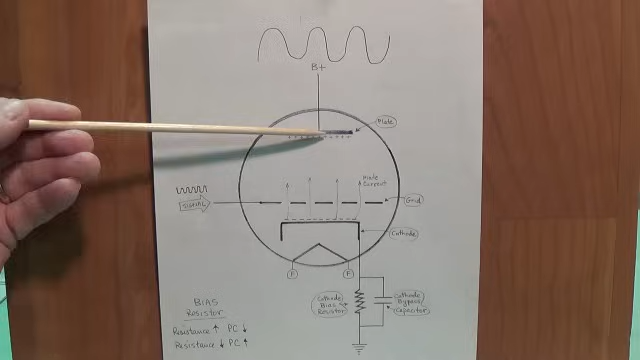 B+
Plate
Plate
Current
SIGNAL
Grid
Cathode
F
F
Cathode
Bias
Resistor
Cathode
Bypass
Capacitor
BIAS
Resistor
Resistance ↑ PC ↓
Resistance ↓ PC ↑